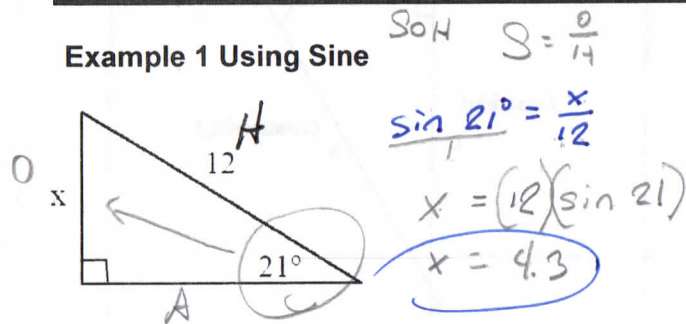 SOH S = O/H
Example 1 Using Sine
H
12
sin 21° = x/12
1
O
x
x = (12)(sin 21)
21°
x = 4.3
A